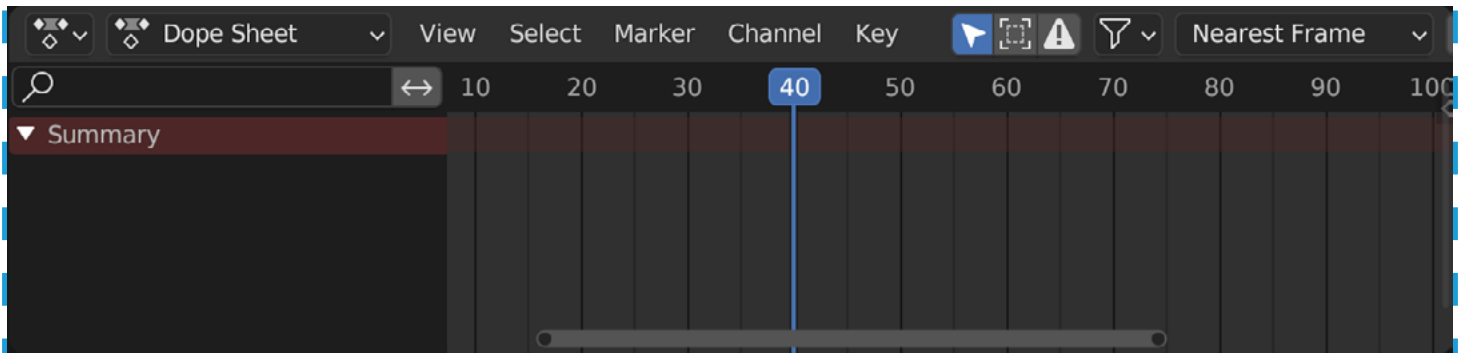 Dope Sheet View Select Marker Channel Key Nearest Frame
10 20 30 40 50 60 70 80 90 100
Summary